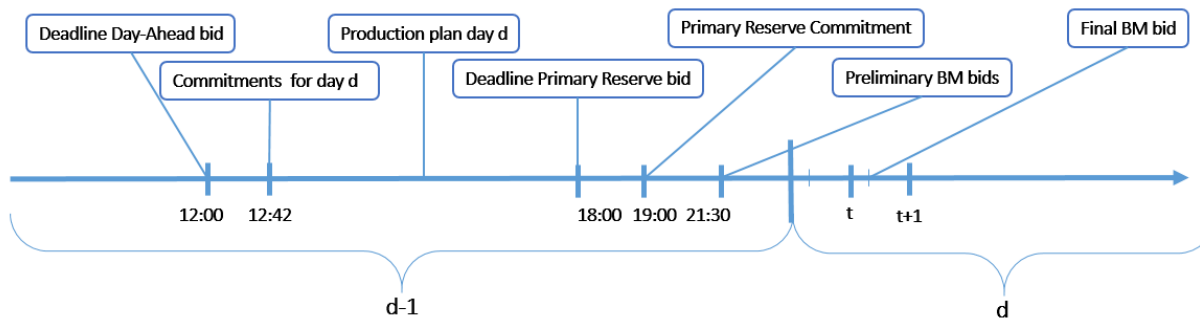 Deadline Day-Ahead bid
Production plan day d
Primary Reserve Commitment
Final BM bid
Commitments for day d
Deadline Primary Reserve bid
Preliminary BM bids
12:00
12:42
18:00
19:00
21:30
t
t+1
d-1
d